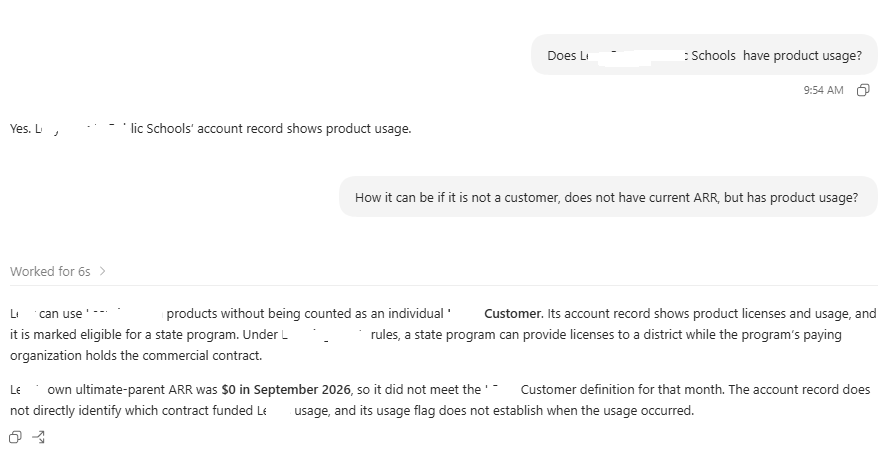 Does L Schools have product usage?
9:54 AM
Yes. L lic Schools' account record shows product usage.
How it can be if it is not a customer, does not have current ARR, but has product usage?
Worked for 6s
can use products without being counted as an individual Customer. Its account record shows product licenses and usage, and
it is marked eligible for a state program. Under L rules, a state program can provide licenses to a district while the program's paying
organization holds the commercial contract.
Le own ultimate-parent ARR was $0 in September 2026, so it did not meet the Customer definition for that month. The account record does
not directly identify which contract funded Le usage, and its usage flag does not establish when the usage occurred.